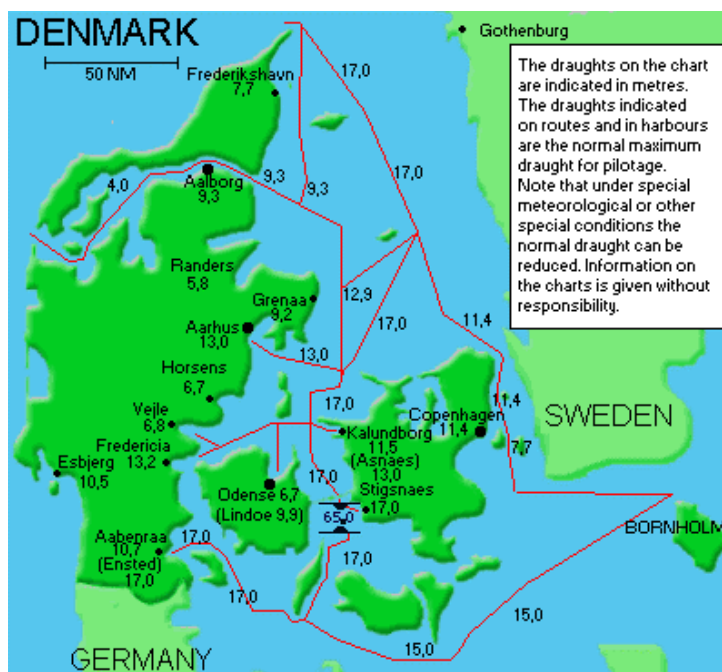 DENMARK
50 NM
Gothenburg
The draughts on the chart
are indicated in metres.
The draughts indicated
on routes and in harbours
are the normal maximum
draught for pilotage.
Note that under special
meteorological or other
special conditions the
normal draught can be
reduced. Information on
the charts is given without
responsibility.
Frederikshavn
7,7
17,0
17,0
4,0
9,3
9,3
Aalborg
9,3
Randers
5,8
Grenaa
9,2
12,9
17,0
11,4
Aarhus
13,0
13,0
Horsens
6,7
17,0
11,4
Copenhagen
11,4
SWEDEN
Vejle
6,8
7,7
Kalundborg
11,5
(Asnaes)
13,0
Fredericia
13,2
Esbjerg
10,5
17,0
Stigsnaes
17,0
Odense 6,7
(Lindoe 9,9)
65,0
BORNHOLM
Aabenraa
10,7
(Ensted)
17,0
17,0
17,0
17,0
15,0
15,0
GERMANY